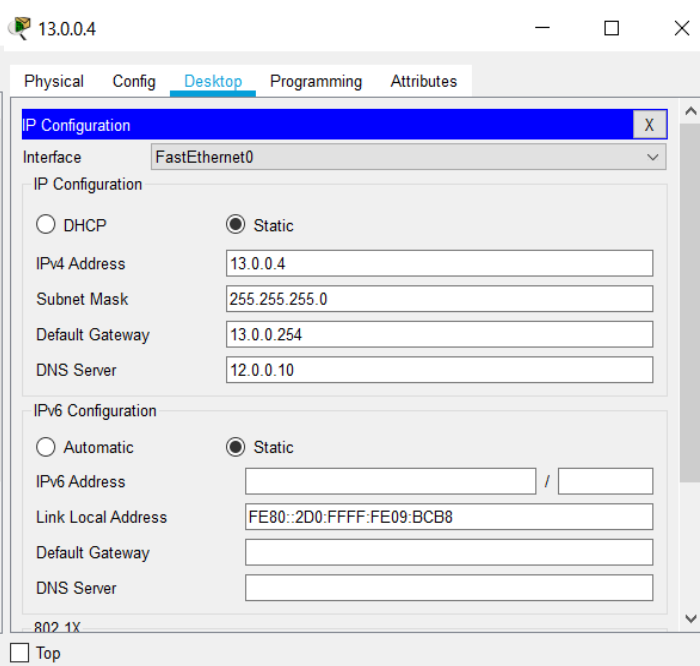 13.0.0.4
Physical Config Desktop Programming Attributes
IP Configuration X
Interface FastEthernet0
IP Configuration
DHCP Static
IPv4 Address 13.0.0.4
Subnet Mask 255.255.255.0
Default Gateway 13.0.0.254
DNS Server 12.0.0.10
IPv6 Configuration
Automatic Static
IPv6 Address /
Link Local Address FE80::2D0:FFFF:FE09:BCB8
Default Gateway
DNS Server
802.1X
Top